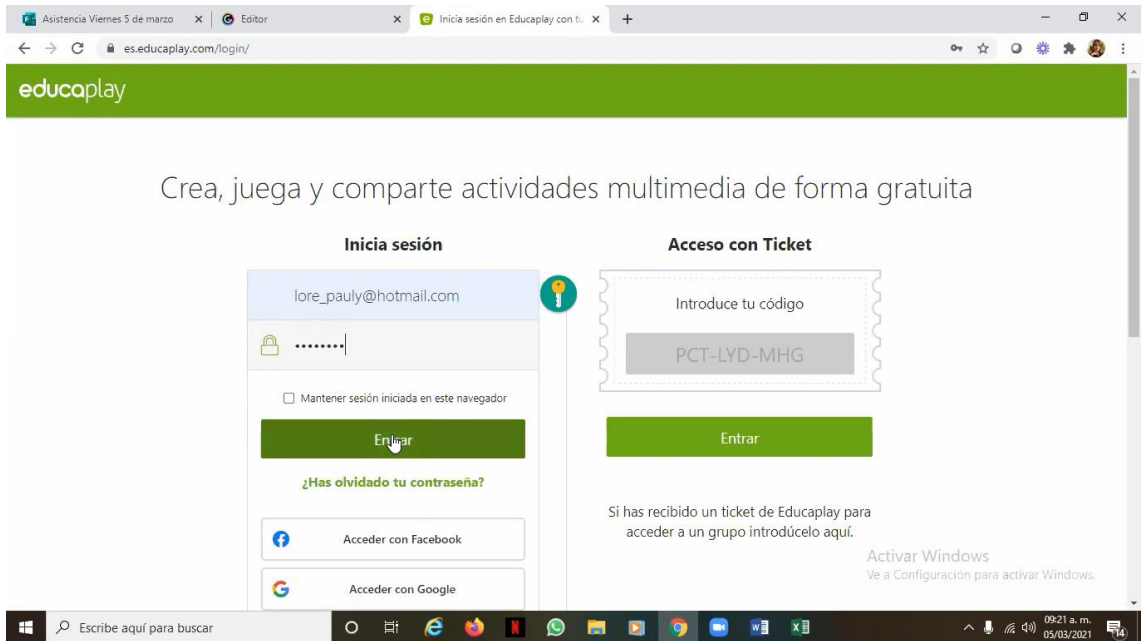 Asistencia Viernes 5 de marzo
Editor
Inicia sesión en Educaplay con t
es.educaplay.com/login/
educaplay
Crea, juega y comparte actividades multimedia de forma gratuita
Inicia sesión
lore_pauly@hotmail.com
Mantener sesión iniciada en este navegador
Entrar
¿Has olvidado tu contraseña?
Acceder con Facebook
Acceder con Google
Acceso con Ticket
Introduce tu código
PCT-LYD-MHG
Entrar
Si has recibido un ticket de Educaplay para
acceder a un grupo introdúcelo aquí.
Activar Windows
Ve a Configuración para activar Windows.
Escribe aquí para buscar
09:21 a. m.
05/03/2021
14